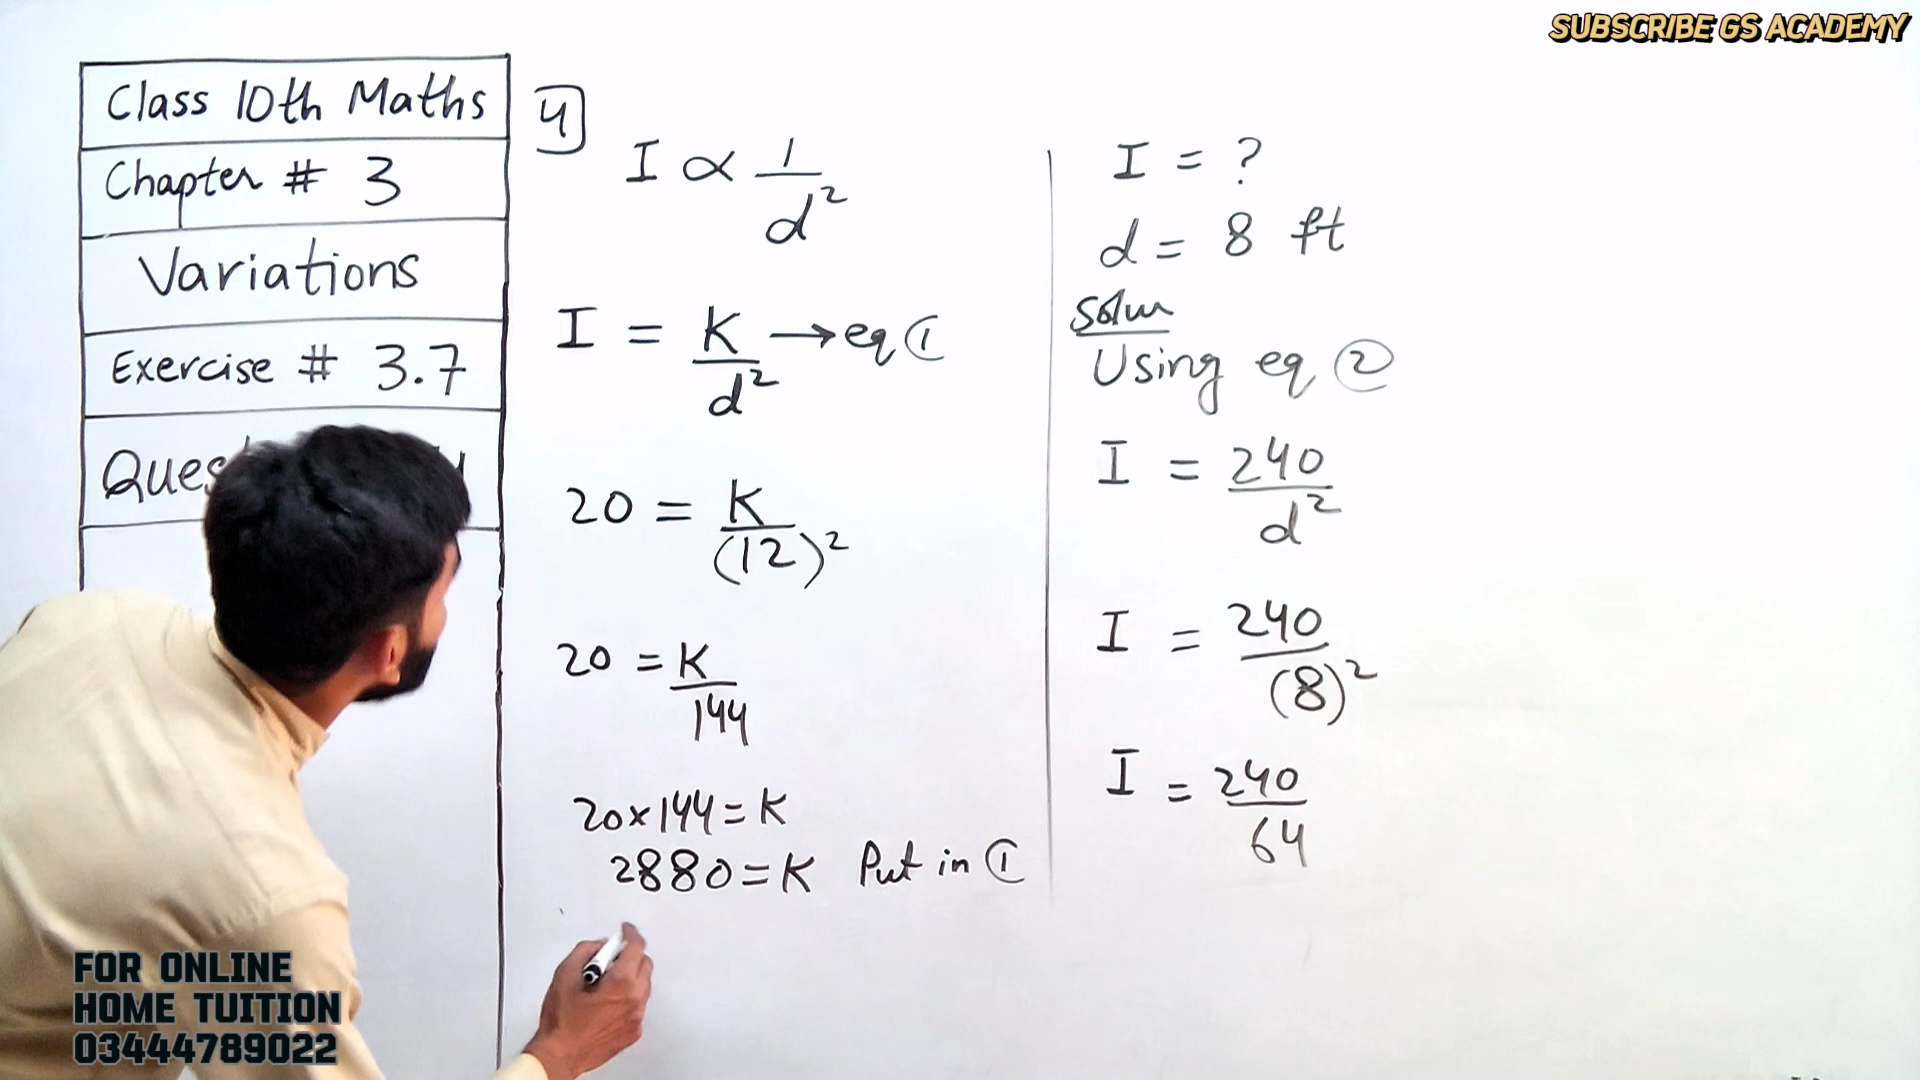 SUBSCRIBE GS ACADEMY
Class 10th Maths
Chapter # 3
Variations
Exercise # 3.7
4
I ∝ 1/d²
I = K/d² → eq ①
20 = K/(12)²
20 = K/144
20×144=K
2880=K Put in ①
I = ?
d = 8 ft
Soln
Using eq ②
I = 240/d²
I = 240/(8)²
I = 240/64
FOR ONLINE
HOME TUITION
03444789022